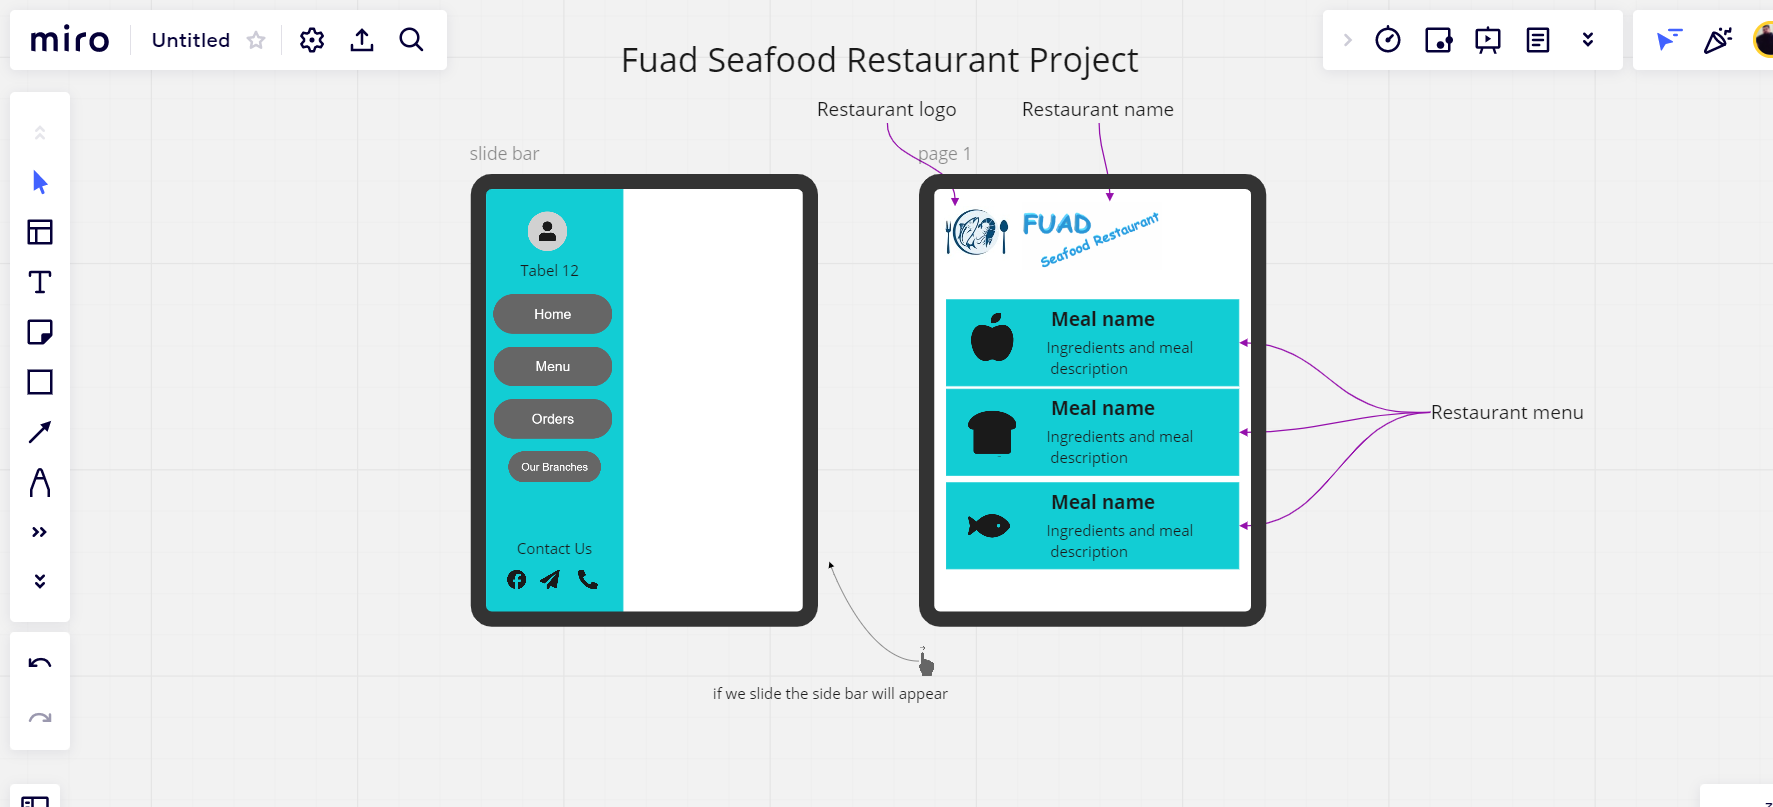 miro
Untitled
Fuad Seafood Restaurant Project
Restaurant logo
Restaurant name
slide bar
page 1
Tabel 12
Home
Menu
Orders
Our Branches
Contact Us
FUAD
Seafood Restaurant
Meal name
Ingredients and meal
description
Meal name
Ingredients and meal
description
Meal name
Ingredients and meal
description
Restaurant menu
if we slide the side bar will appear